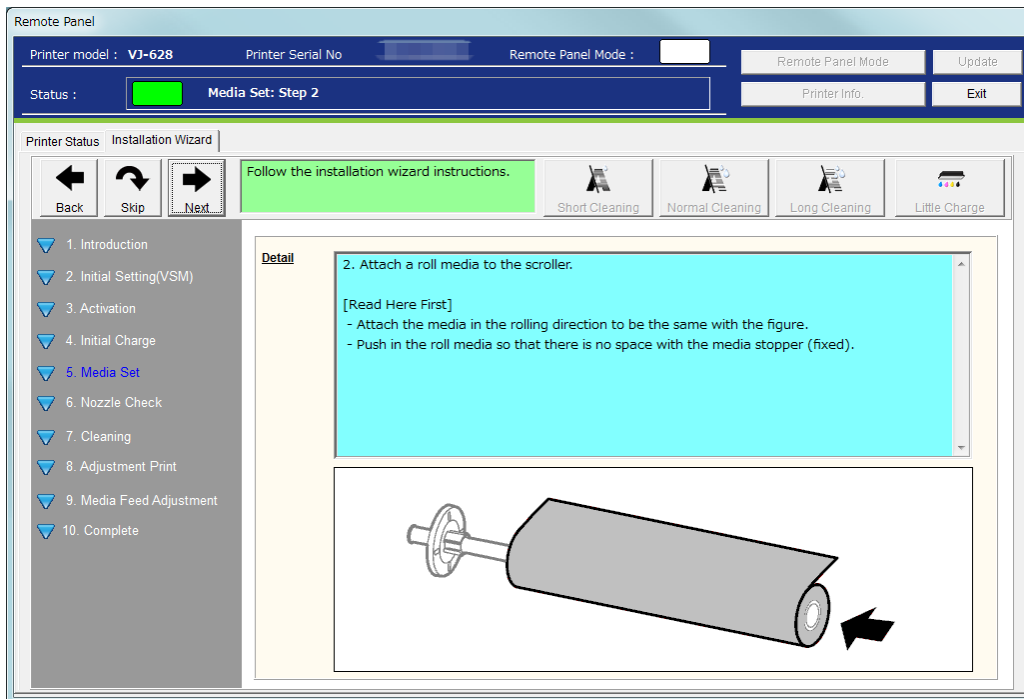 Remote Panel
Printer model : VJ-628 Printer Serial No Remote Panel Mode :
Remote Panel Mode Update
Status : Media Set: Step 2
Printer Info. Exit
Printer Status Installation Wizard
Back Skip Next
Follow the installation wizard instructions.
Short Cleaning Normal Cleaning Long Cleaning Little Charge
1. Introduction
2. Initial Setting(VSM)
3. Activation
4. Initial Charge
5. Media Set
6. Nozzle Check
7. Cleaning
8. Adjustment Print
9. Media Feed Adjustment
10. Complete
Detail
2. Attach a roll media to the scroller.
[Read Here First]
- Attach the media in the rolling direction to be the same with the figure.
- Push in the roll media so that there is no space with the media stopper (fixed).